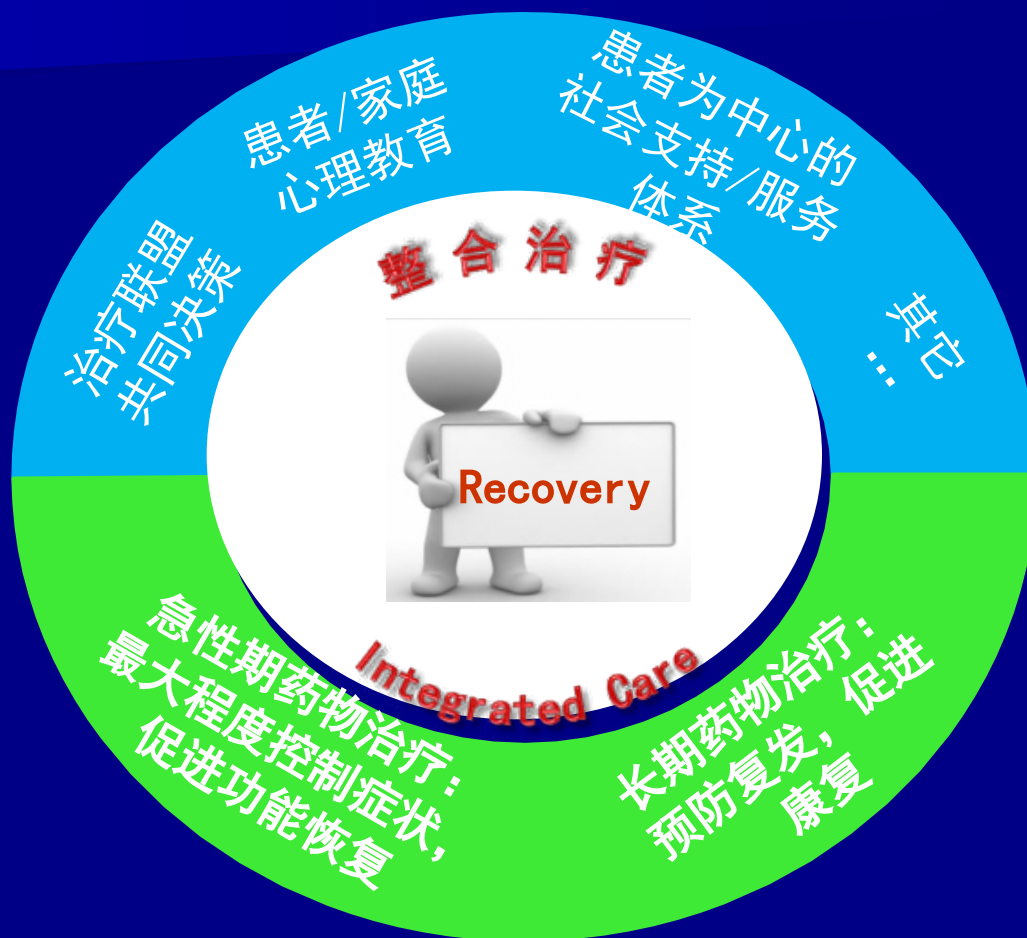 患者/家庭
心理教育
患者为中心的
社会支持/服务
体系
治疗联盟
共同决策
其它
…
整合治疗
Recovery
Integrated Care
急性期药物治疗：
最大程度控制症状，
促进功能恢复
长期药物治疗：
预防复发，促进
康复